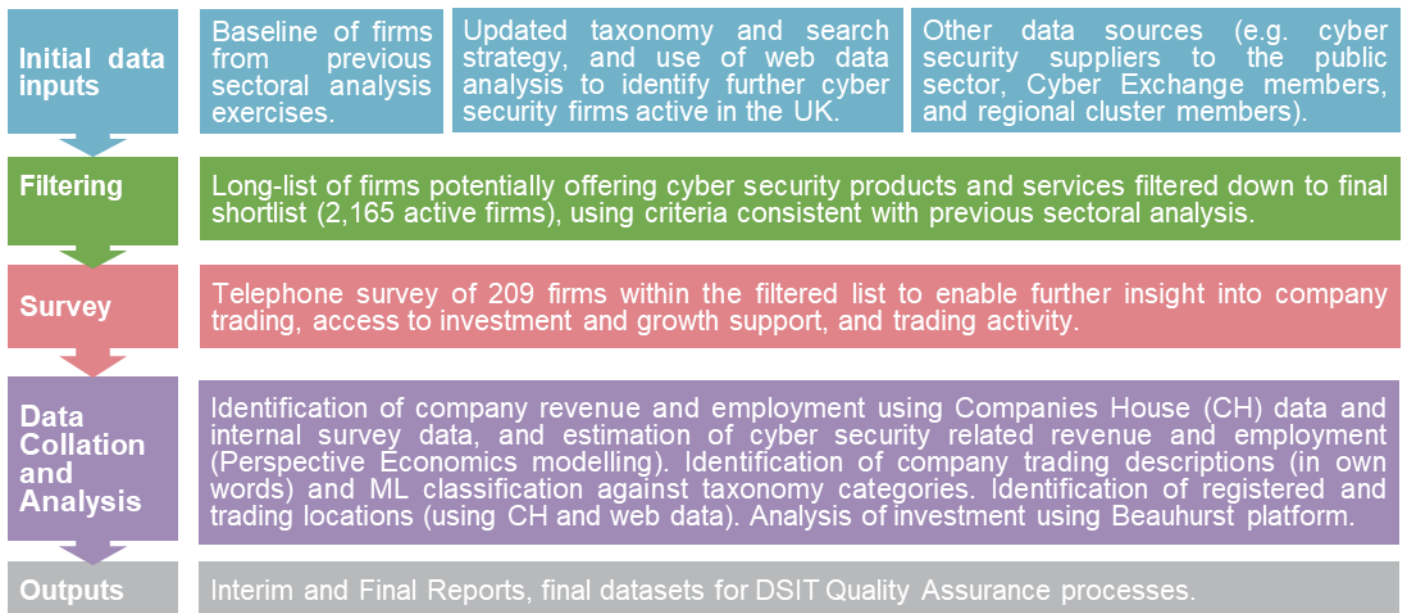 Initial data
inputs
Baseline of firms
from previous
sectoral analysis
exercises.
Updated taxonomy and search
strategy, and use of web data
analysis to identify further cyber
security firms active in the UK.
Other data sources (e.g. cyber
security suppliers to the public
sector, Cyber Exchange members,
and regional cluster members).
Filtering
Long-list of firms potentially offering cyber security products and services filtered down to final
shortlist (2,165 active firms), using criteria consistent with previous sectoral analysis.
Survey
Telephone survey of 209 firms within the filtered list to enable further insight into company
trading, access to investment and growth support, and trading activity.
Data
Collation
and
Analysis
Identification of company revenue and employment using Companies House (CH) data and
internal survey data, and estimation of cyber security related revenue and employment
(Perspective Economics modelling). Identification of company trading descriptions (in own
words) and ML classification against taxonomy categories. Identification of registered and
trading locations (using CH and web data). Analysis of investment using Beauhurst platform.
Outputs
Interim and Final Reports, final datasets for DSIT Quality Assurance processes.